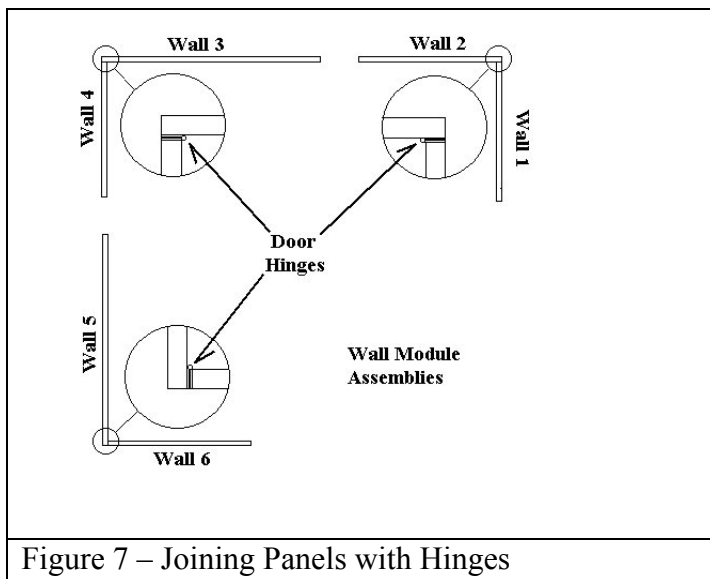 Wall 3
Wall 2
Wall 4
Wall 1
Door
Hinges
Wall 5
Wall Module
Assemblies
Wall 6
Figure 7 – Joining Panels with Hinges